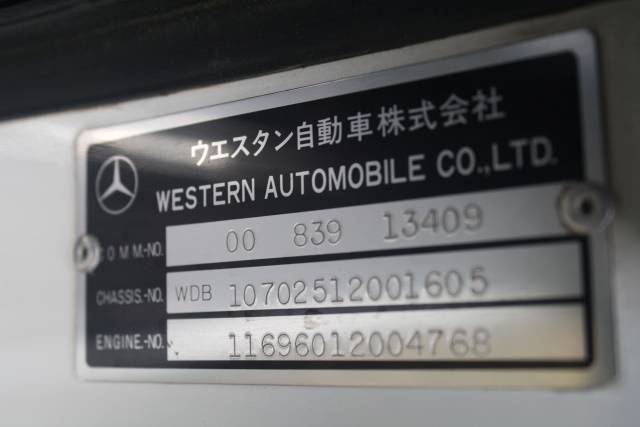 ウエスタン自動車株式会社
WESTERN AUTOMOBILE CO.,LTD.
COMM.-NO. 00 839 13409
CHASSIS.-NO. WDB 10702512001605
ENGINE.-NO. 11696012004768